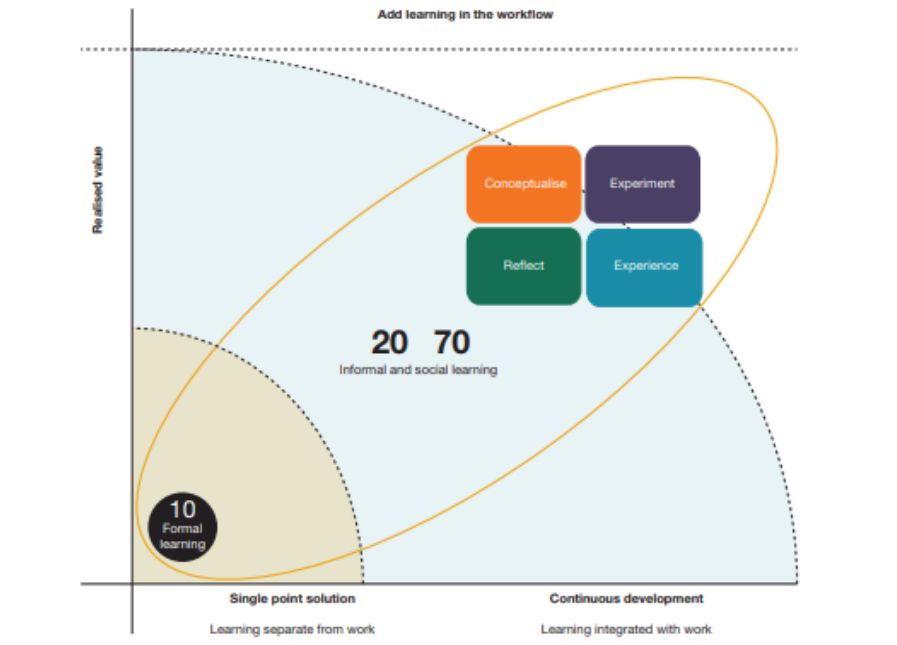 Add learning in the workflow
Realised value
Conceptualise
Experiment
Reflect
Experience
20 70
Informal and social learning
10
Formal
learning
Single point solution
Continuous development
Learning separate from work
Learning integrated with work